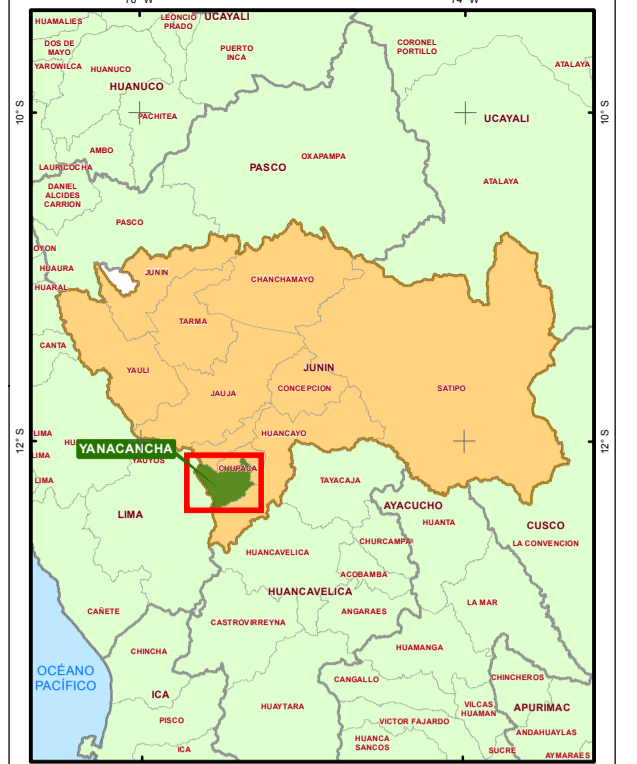 76° W
74° W
HUAMALIES
LEONCIO
PRADO
UCAYALI
DOS DE
MAYO
PUERTO
INCA
CORONEL
PORTILLO
YAROWILCA
HUANUCO
ATALAYA
HUANUCO
10° S
10° S
PACHITEA
UCAYALI
AMBO
OXAPAMPA
PASCO
LAURICOCHA
ATALAYA
DANIEL
ALCIDES
CARRION
PASCO
OYON
HUAURA
JUNIN
CHANCHAMAYO
HUARAL
TARMA
CANTA
YAULI
JUNIN
JAUJA
CONCEPCION
SATIPO
LIMA
HU
HUANCAYO
12° S
12° S
YANACANCHA
LIMA
YAUYOS
CHUPACA
LIMA
TAYACAJA
AYACUCHO
LIMA
HUANTA
CUSCO
CHURCAMPA
LA CONVENCION
HUANCAVELICA
ACOBAMBA
HUANCAVELICA
LA MAR
CAÑETE
ANGARAES
CASTROVIRREYNA
HUAMANGA
CHINCHA
OCÉANO
PACÍFICO
CANGALLO
CHINCHEROS
ICA
HUAYTARA
VILCAS
HUAMAN
APURIMAC
PISCO
VICTOR FAJARDO
ANDAHUAYLAS
HUANCA
SANCOS
ICA
SUCRE
AYMARAES